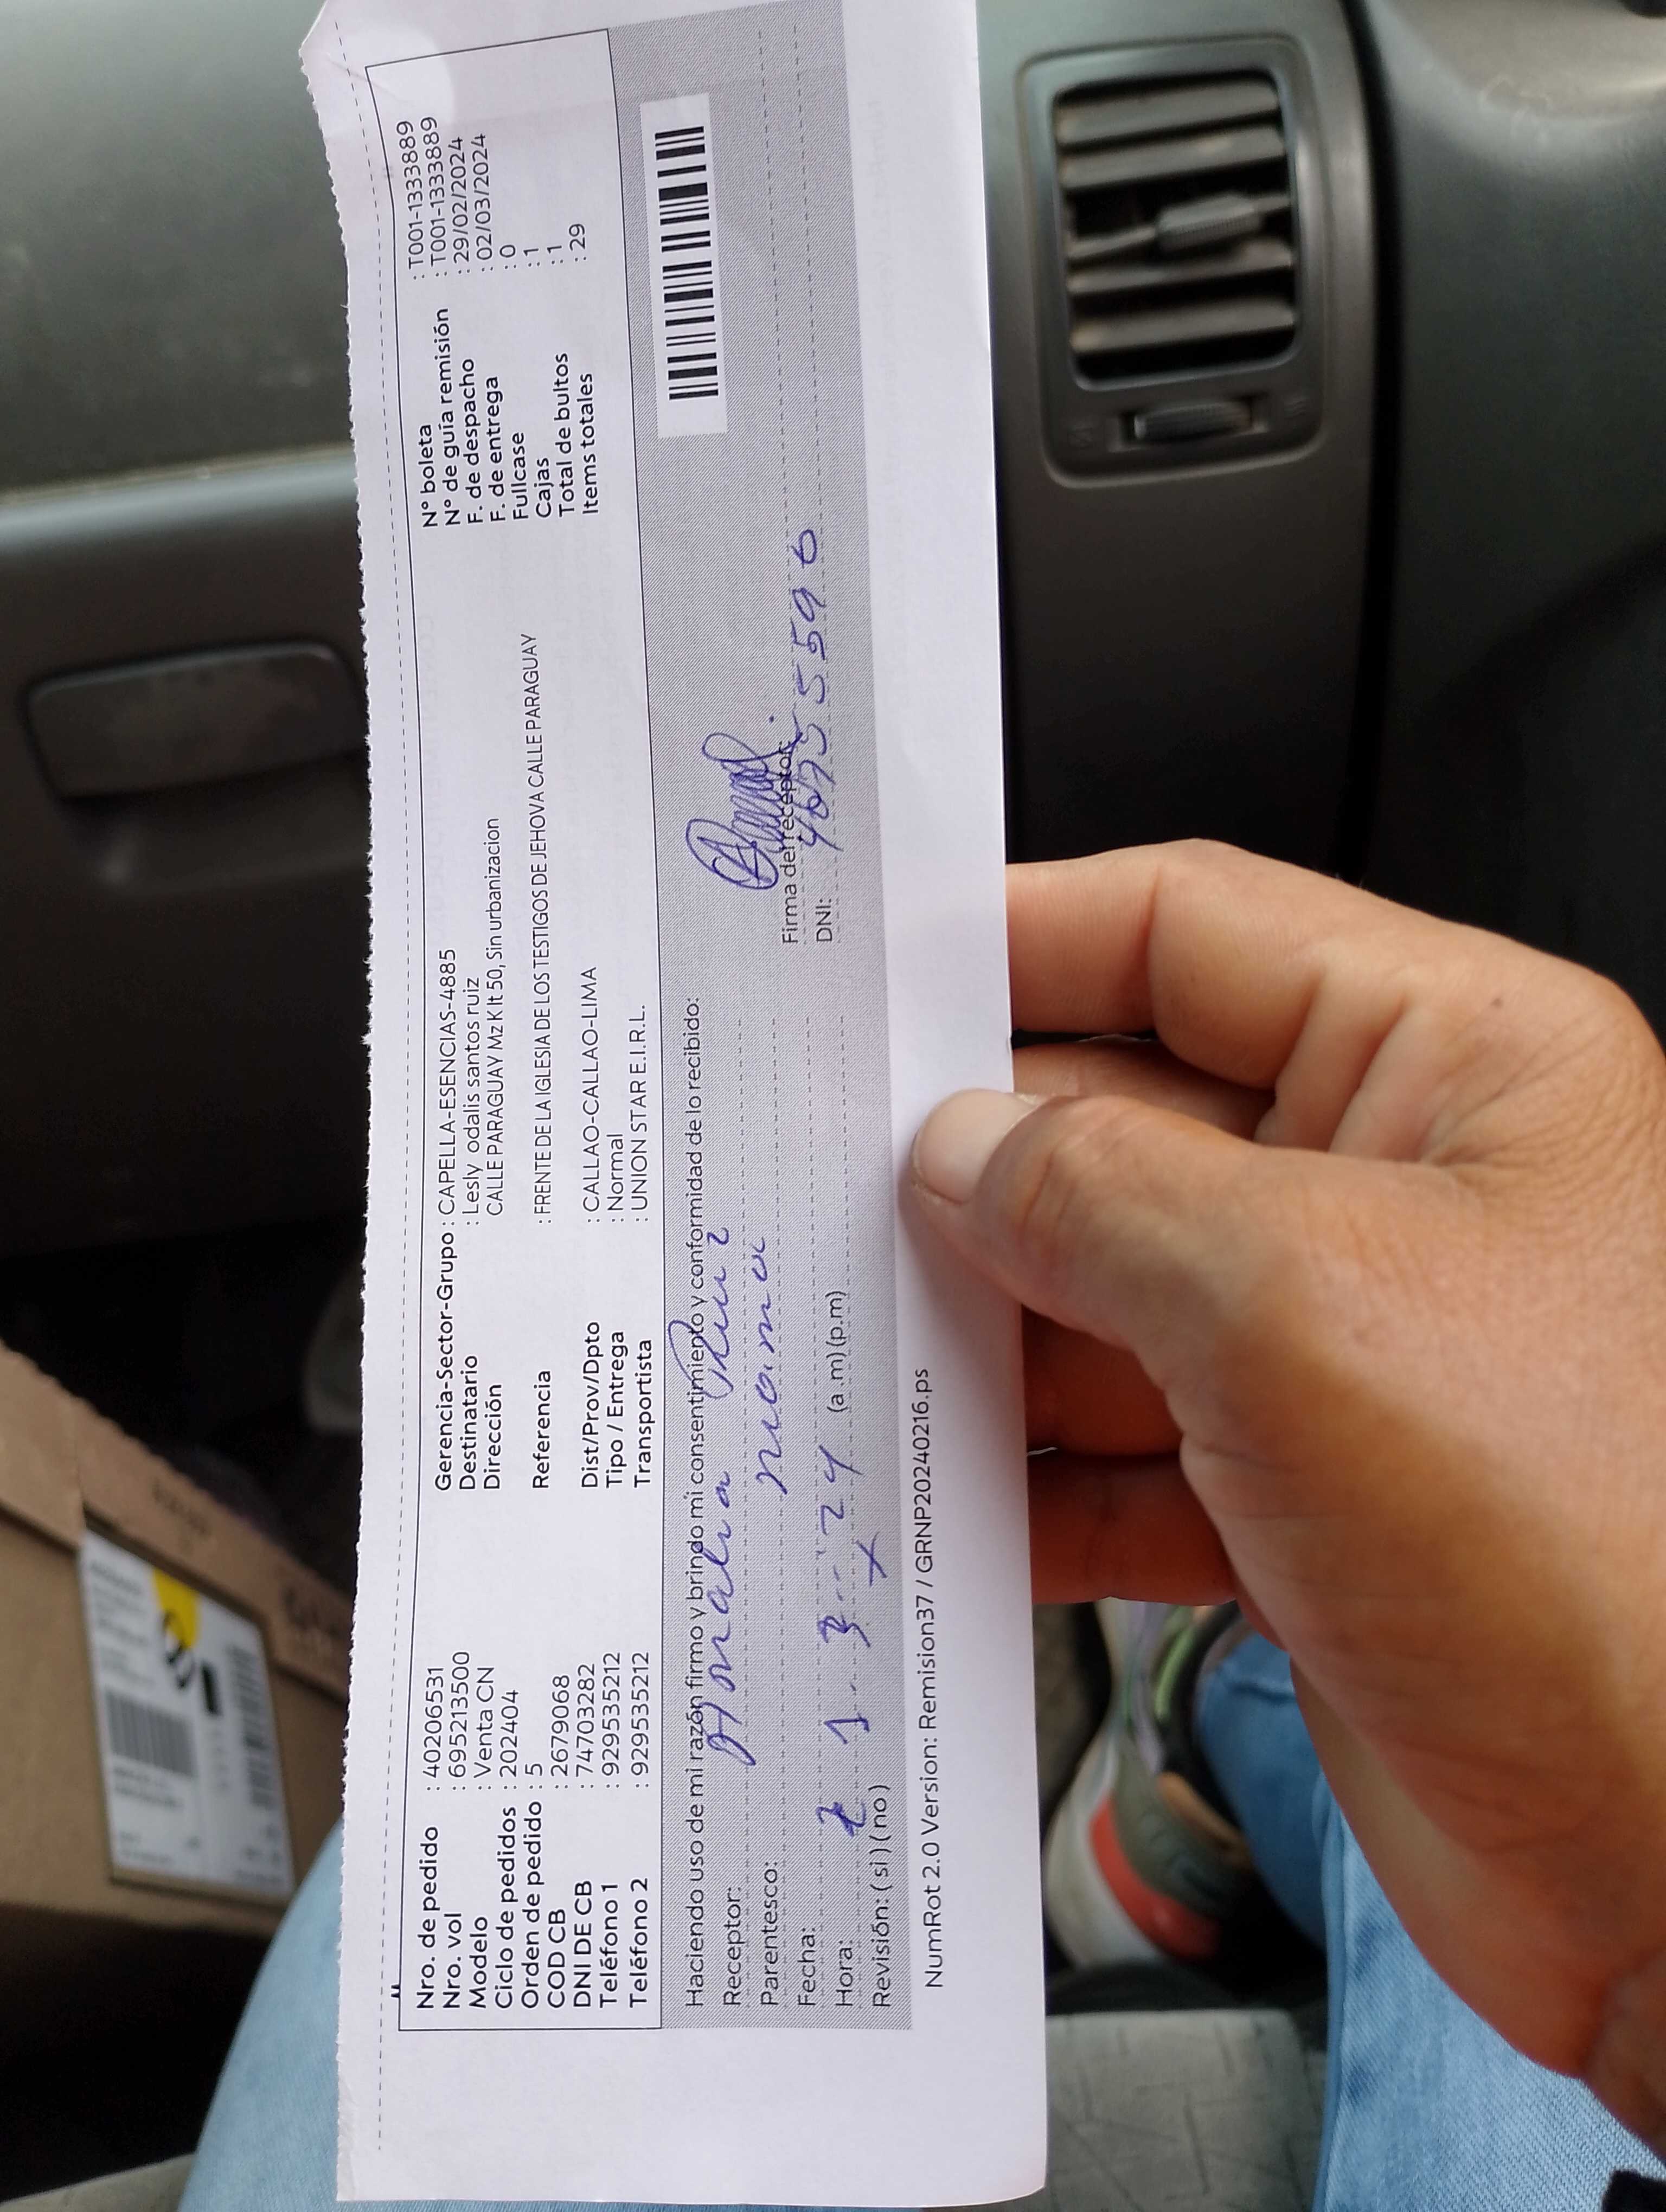 Nro. de pedido : 40206531
Nro. vol : 695213500
Modelo : Venta CN
Ciclo de pedidos : 202404
Orden de pedido : 5
COD CB : 2679068
DNI DE CB : 74703282
Teléfono 1 : 929535212
Teléfono 2 : 929535212
Gerencia-Sector-Grupo : CAPELLA-ESENCIAS-4885
Destinatario : Lesly odalis santos ruiz
Dirección CALLE PARAGUAY Mz K lt 50, Sin urbanizacion
Referencia : FRENTE DE LA IGLESIA DE LOS TESTIGOS DE JEHOVA CALLE PARAGUAY
Dist/Prov/Dpto : CALLAO-CALLAO-LIMA
Tipo / Entrega : Normal
Transportista : UNION STAR E.I.R.L.
N° boleta : T001-1333889
N° de guía remisión : T001-1333889
F. de despacho : 29/02/2024
F. de entrega : 02/03/2024
Fullcase : 0
Cajas : 1
Total de bultos : 1
Items totales : 29
Haciendo uso de mi razón firmo y brindo mi consentimiento y conformidad de lo recibido:
Receptor: Ruiz
Parentesco: mama
Firma del receptor:
Fecha:
DNI:
Hora: (a m) (p.m)
Revisión: ( si ) ( no )
NumRot 2.0 Version: Remision37 / GRNP20240216.ps